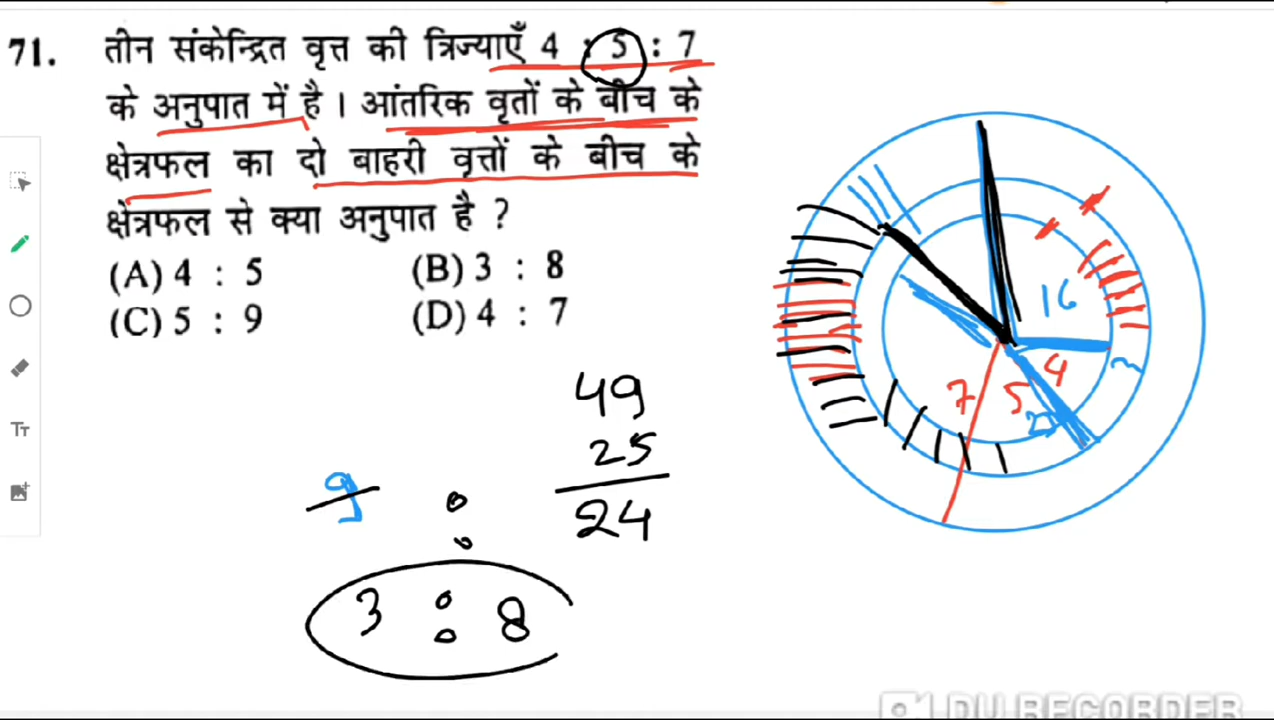 71. तीन संकेन्द्रित वृत्त की त्रिज्याएँ 4 : 5 : 7
के अनुपात में है । आंतरिक वृतों के बीच के
क्षेत्रफल का दो बाहरी वृत्तों के बीच के
क्षेत्रफल से क्या अनुपात है ?
(A) 4 : 5 (B) 3 : 8
(C) 5 : 9 (D) 4 : 7
16
4
7 5
49
25
9 : 24
3 : 8
Tт
DU RECORDER